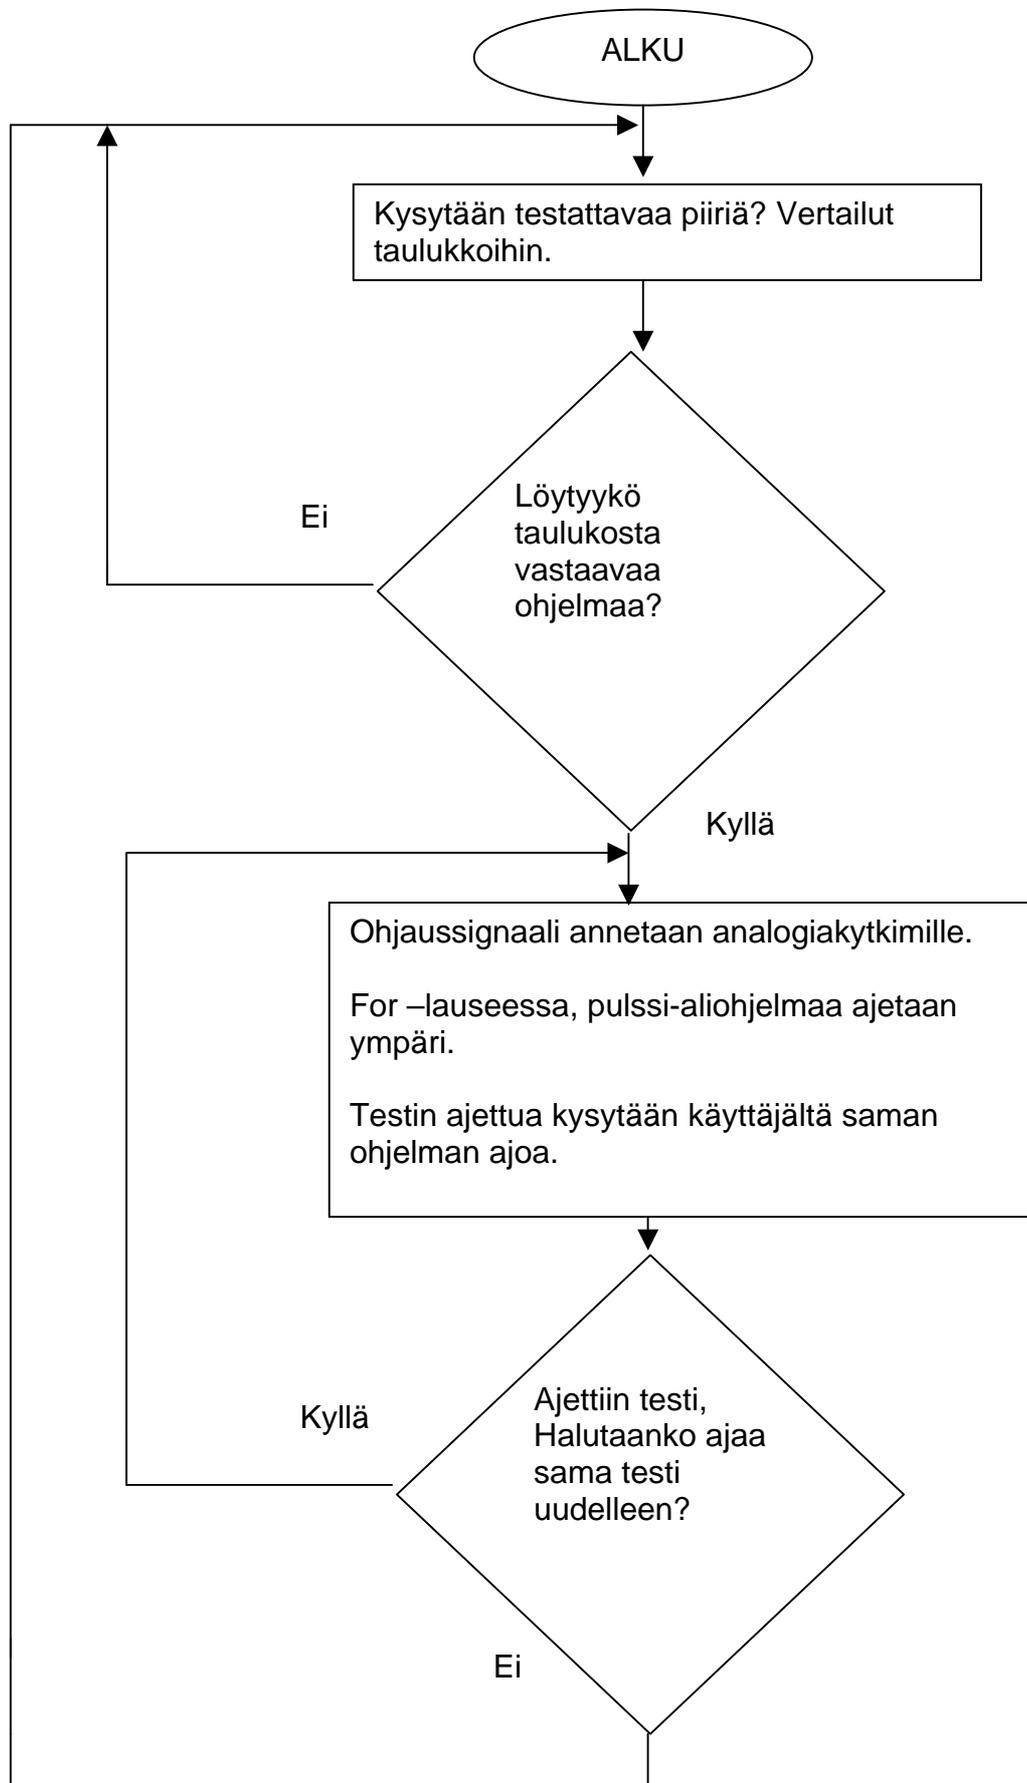 ALKU
Kysytään testattavaa piiriä? Vertailut
taulukkoihin.
Ei
Löytyykö
taulukosta
vastaavaa
ohjelmaa?
Kyllä
Ohjaussignaali annetaan analogiakytkimille.
For –lauseessa, pulssi-aliohjelmaa ajetaan
ympäri.
Testin ajettua kysytään käyttäjältä saman
ohjelman ajoa.
Kyllä
Ajettiin testi,
Halutaanko ajaa
sama testi
uudelleen?
Ei